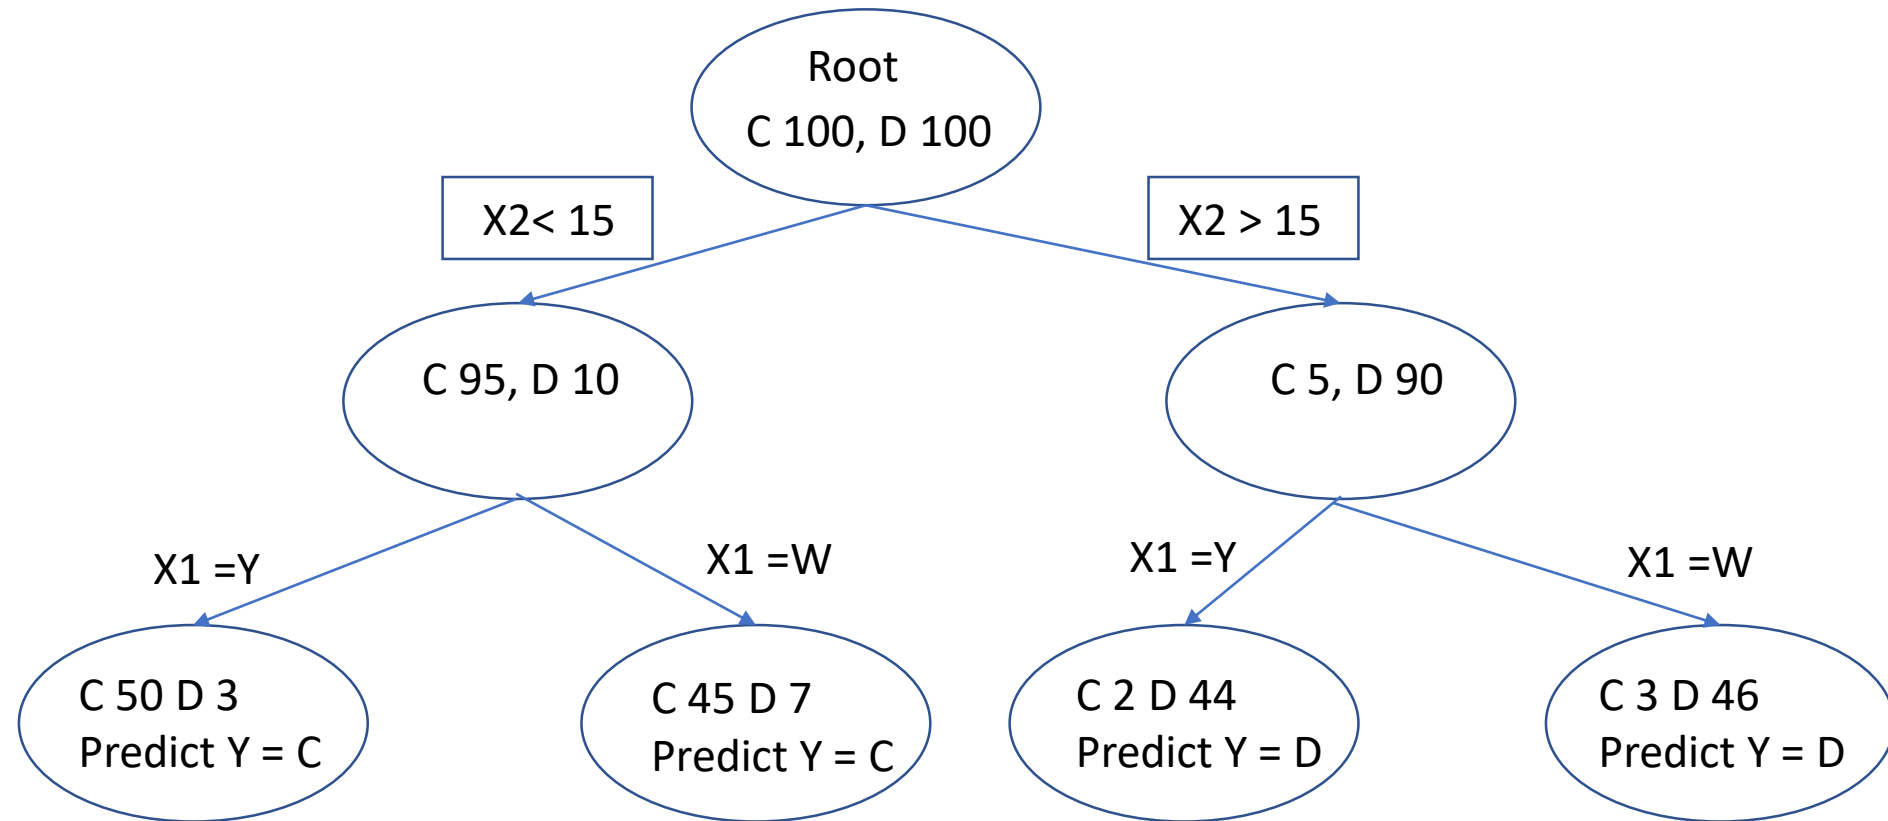 Root
C 100, D 100
X2< 15
X2 > 15
C 95, D 10
C 5, D 90
X1 =Y
X1 =W
X1 =Y
X1 =W
C 50 D 3
Predict Y = C
C 45 D 7
Predict Y = C
C 2 D 44
Predict Y = D
C 3 D 46
Predict Y = D